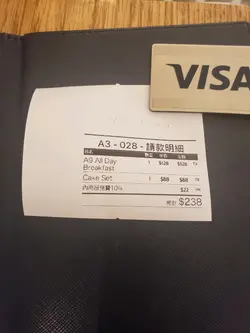 VISA
A3 - 028 - 請款明細
品名 數量 單價 金額
A9 All Day 1 $128 $128 TX
Breakfast
Cake Set 1 $88 $88 TX
內用服務費10% $22
總計 $238